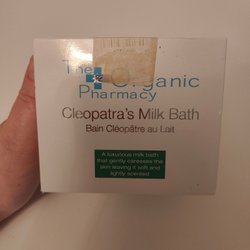 The Organic
Pharmacy
Cleopatra's Milk Bath
Bain Cléopâtre au Lait
A luxurious milk bath
that gently caresses the
skin leaving it soft and
lightly scented